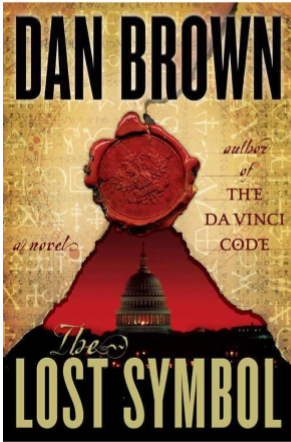 DAN BROWN
author
of
THE
DA VINCI
CODE
a novel
The
LOST SYMBOL